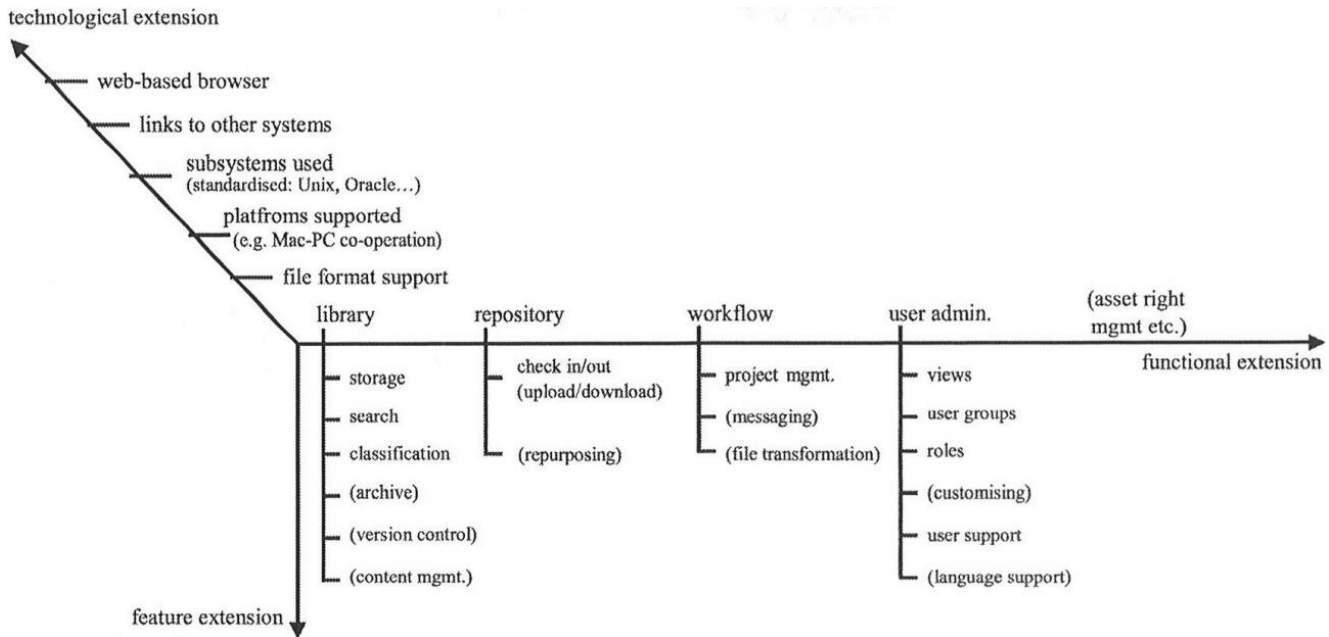 technological extension
web-based browser
links to other systems
subsystems used
(standardised: Unix, Oracle...)
platfroms supported
(e.g. Mac-PC co-operation)
file format support
library
repository
workflow
user admin.
(asset right
mgmt etc.)
functional extension
storage
search
classification
(archive)
(version control)
(content mgmt.)
check in/out
(upload/download)
(repurposing)
project mgmt.
(messaging)
(file transformation)
views
user groups
roles
(customising)
user support
(language support)
feature extension